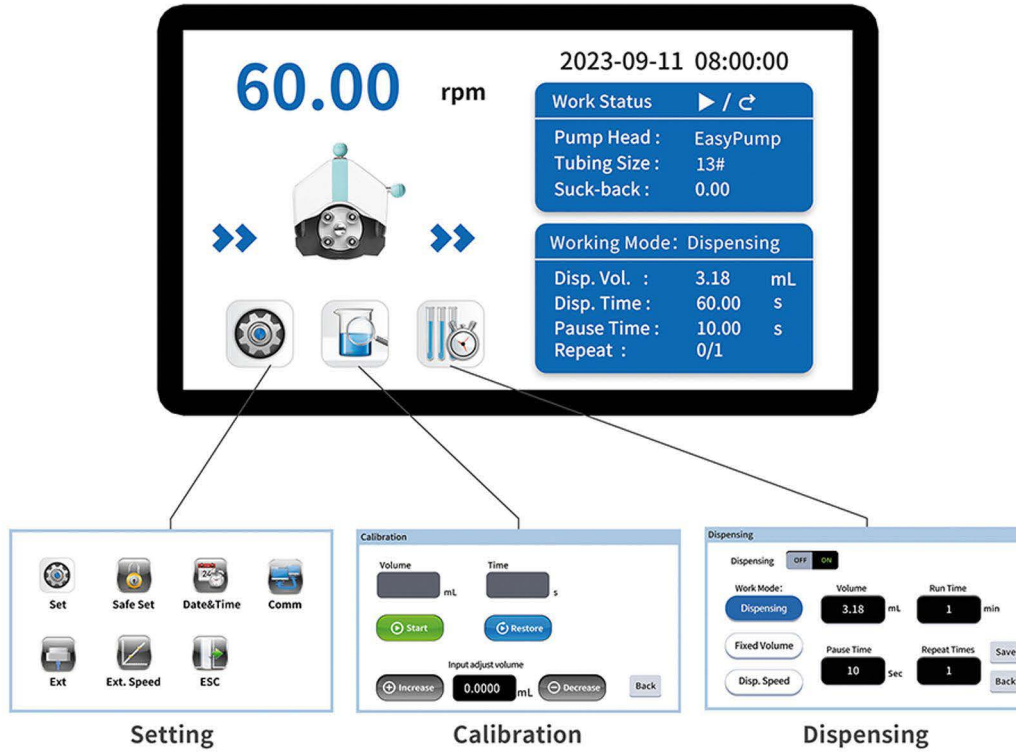 60.00 rpm
2023-09-11 08:00:00
Work Status /
Pump Head : EasyPump
Tubing Size : 13#
Suck-back : 0.00
Working Mode: Dispensing
Disp. Vol. : 3.18 mL
Disp. Time : 60.00 s
Pause Time : 10.00 s
Repeat : 0/1
Set Safe Set Date&Time Comm
24
Ext Ext. Speed ESC
Setting
Calibration
Volume Time
mL s
Start Restore
Input adjust volume
Increase 0.0000 mL Decrease Back
Calibration
Dispensing
Dispensing OFF ON
Work Mode: Volume Run Time
Dispensing 3.18 mL 1 min
Fixed Volume Pause Time Repeat Times Save
Disp. Speed 10 Sec 1 Back
Dispensing